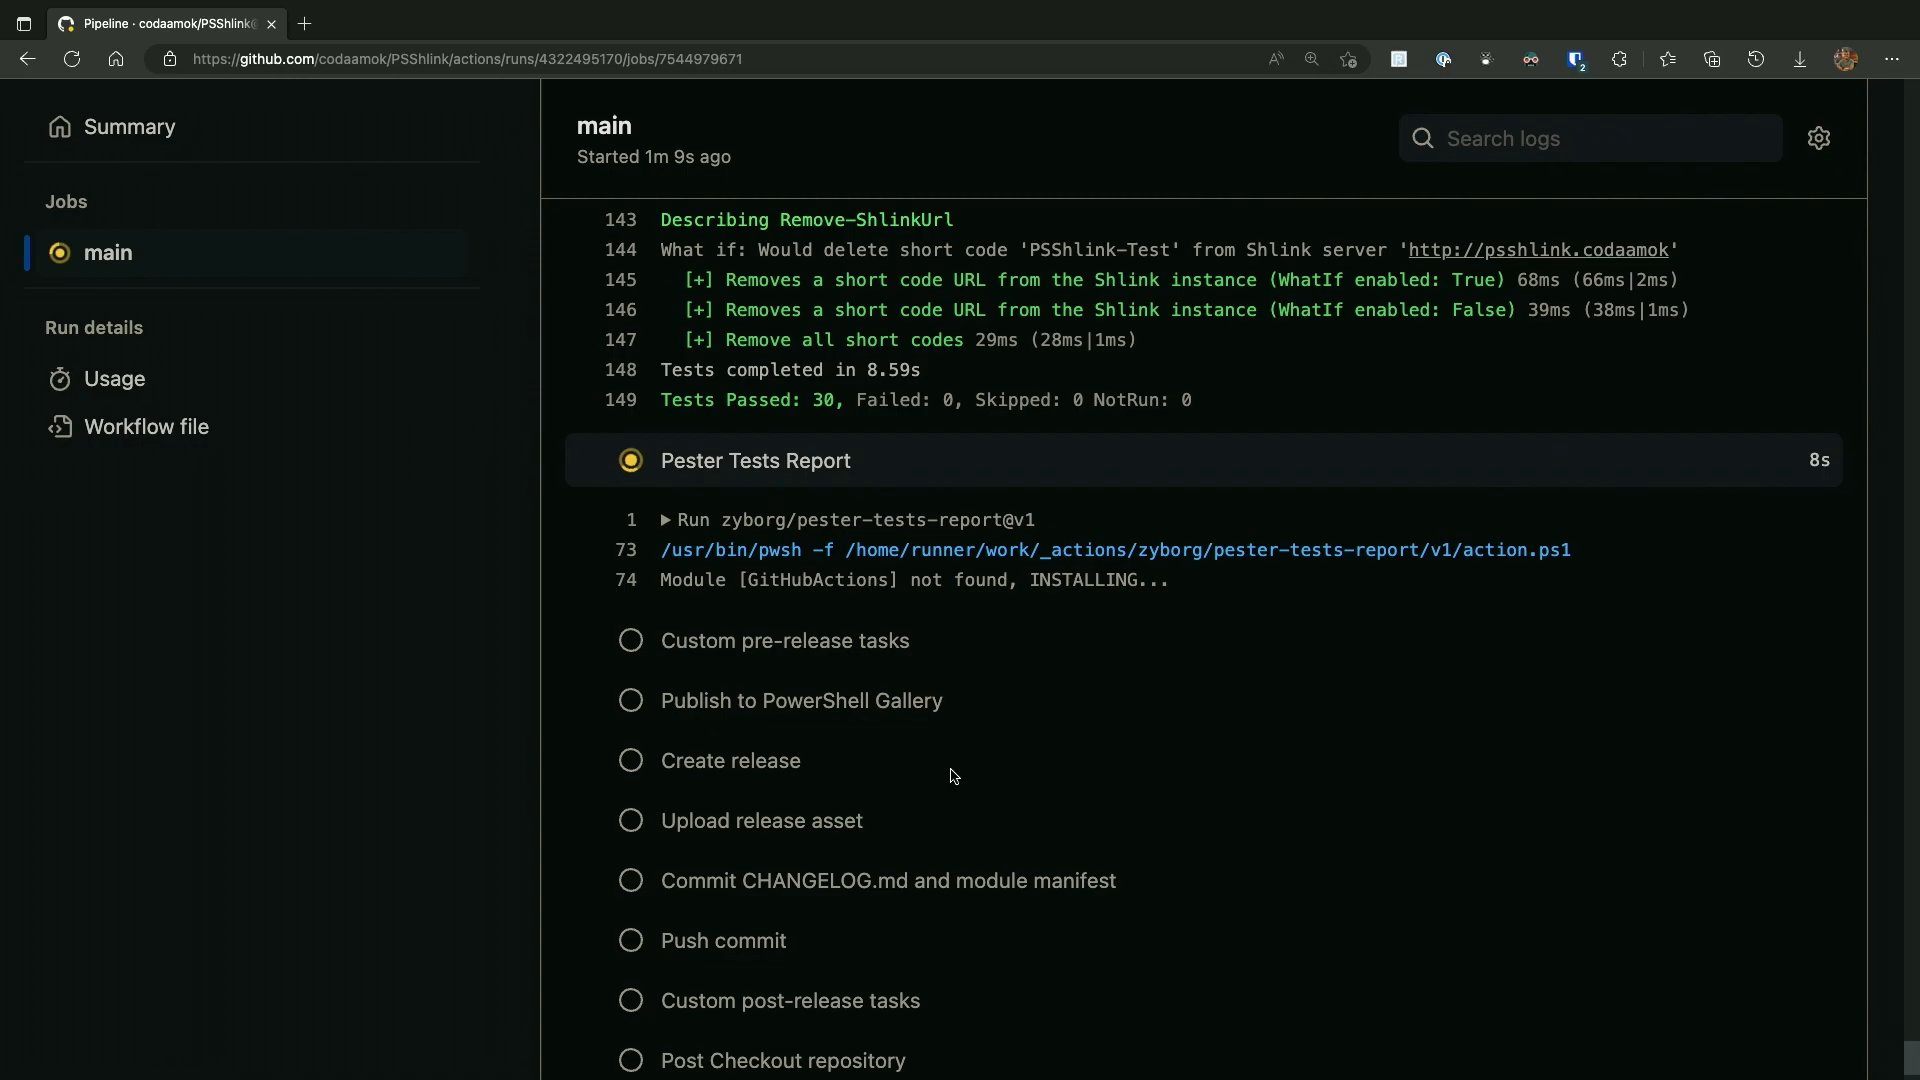 Pipeline · codaamok/PSShlink@
https://github.com/codaamok/PSShlink/actions/runs/4322495170/jobs/7544979671
2
Summary
Jobs
main
Run details
Usage
Workflow file
main
Started 1m 9s ago
Search logs
143 Describing Remove-ShlinkUrl
144 What if: Would delete short code 'PSShlink-Test' from Shlink server 'http://psshlink.codaamok'
145 [+] Removes a short code URL from the Shlink instance (WhatIf enabled: True) 68ms (66ms|2ms)
146 [+] Removes a short code URL from the Shlink instance (WhatIf enabled: False) 39ms (38ms|1ms)
147 [+] Remove all short codes 29ms (28ms|1ms)
148 Tests completed in 8.59s
149 Tests Passed: 30, Failed: 0, Skipped: 0 NotRun: 0
Pester Tests Report 8s
1 Run zyborg/pester-tests-report@v1
73 /usr/bin/pwsh -f /home/runner/work/_actions/zyborg/pester-tests-report/v1/action.ps1
74 Module [GitHubActions] not found, INSTALLING...
Custom pre-release tasks
Publish to PowerShell Gallery
Create release
Upload release asset
Commit CHANGELOG.md and module manifest
Push commit
Custom post-release tasks
Post Checkout repository